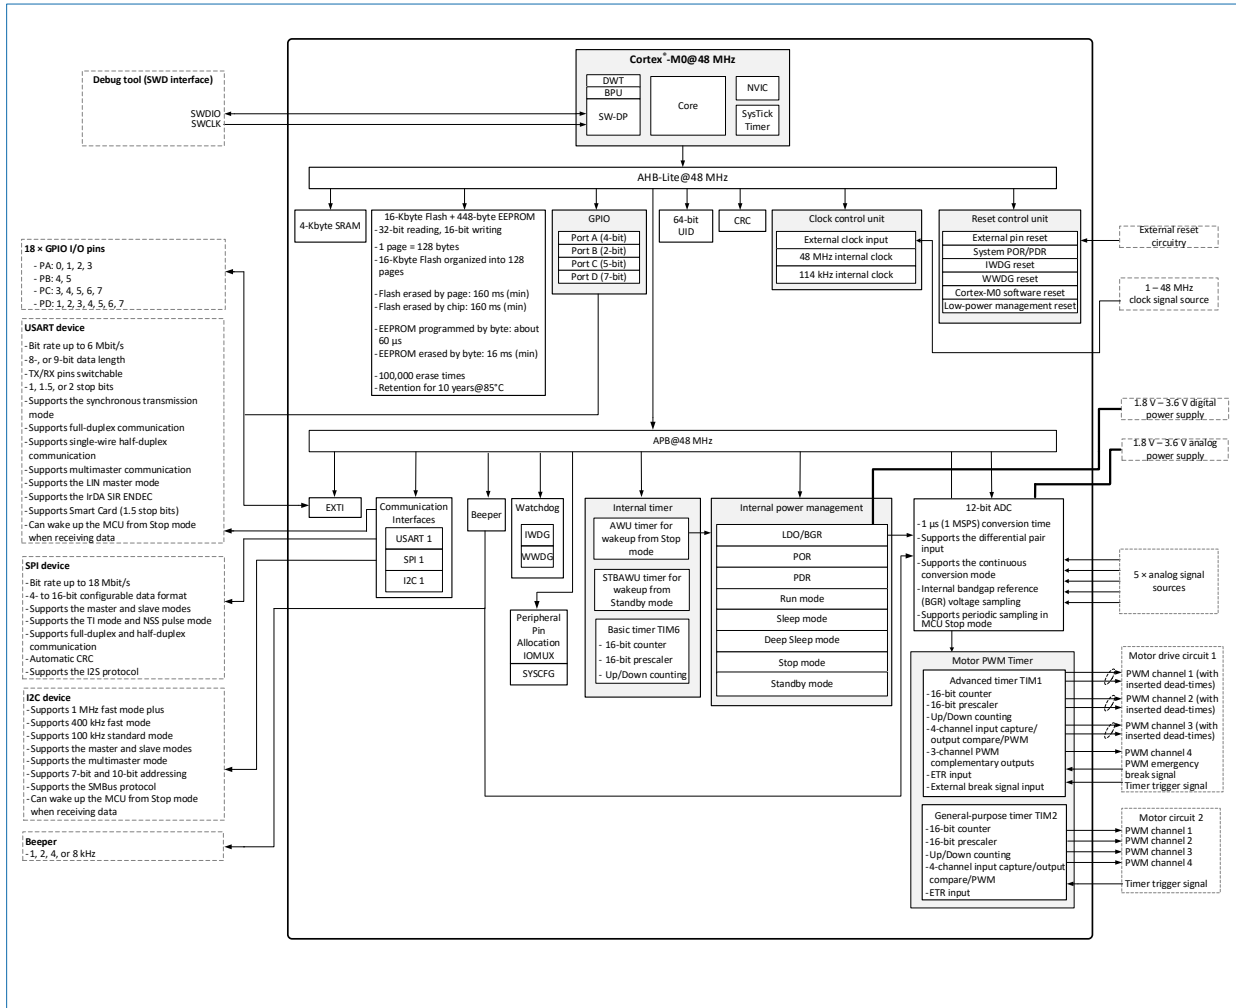 Cortex®-M0@48 MHz
DWT
BPU
SW-DP
Core
NVIC
SysTick
Timer
Debug tool (SWD interface)
SWDIO
SWCLK
AHB-Lite@48 MHz
4-Kbyte SRAM
16-Kbyte Flash + 448-byte EEPROM
- 32-bit reading, 16-bit writing
- 1 page = 128 bytes
- 16-Kbyte Flash organized into 128
pages
- Flash erased by page: 160 ms (min)
- Flash erased by chip: 160 ms (min)
- EEPROM programmed by byte: about
60 µs
- EEPROM erased by byte: 16 ms (min)
- 100,000 erase times
- Retention for 10 years@85°C
GPIO
Port A (4-bit)
Port B (2-bit)
Port C (5-bit)
Port D (7-bit)
64-bit
UID
CRC
Clock control unit
External clock input
48 MHz internal clock
114 kHz internal clock
Reset control unit
External pin reset
System POR/PDR
IWDG reset
WWDG reset
Cortex-M0 software reset
Low-power management reset
External reset
circuitry
1 – 48 MHz
clock signal source
18 × GPIO I/O pins
- PA: 0, 1, 2, 3
- PB: 4, 5
- PC: 3, 4, 5, 6, 7
- PD: 1, 2, 3, 4, 5, 6, 7
USART device
- Bit rate up to 6 Mbit/s
- 8-, or 9-bit data length
- TX/RX pins switchable
- 1, 1.5, or 2 stop bits
- Supports the synchronous transmission
mode
- Supports full-duplex communication
- Supports single-wire half-duplex
communication
- Supports multimaster communication
- Supports the LIN master mode
- Supports the IrDA SIR ENDEC
- Supports Smart Card (1.5 stop bits)
- Can wake up the MCU from Stop mode
when receiving data
SPI device
- Bit rate up to 18 Mbit/s
- 4- to 16-bit configurable data format
- Supports the master and slave modes
- Supports the TI mode and NSS pulse mode
- Supports full-duplex and half-duplex
communication
- Automatic CRC
- Supports the I2S protocol
I2C device
- Supports 1 MHz fast mode plus
- Supports 400 kHz fast mode
- Supports 100 kHz standard mode
- Supports the master and slave modes
- Supports the multimaster mode
- Supports 7-bit and 10-bit addressing
- Supports the SMBus protocol
- Can wake up the MCU from Stop mode
when receiving data
Beeper
- 1, 2, 4, or 8 kHz
APB@48 MHz
1.8 V – 3.6 V digital
power supply
1.8 V – 3.6 V analog
power supply
EXTI
Communication
Interfaces
USART 1
SPI 1
I2C 1
Beeper
Watchdog
IWDG
WWDG
Peripheral
Pin
Allocation
IOMUX
SYSCFG
Internal timer
AWU timer for
wakeup from Stop
mode
STBAWU timer for
wakeup from
Standby mode
Basic timer TIM6
- 16-bit counter
- 16-bit prescaler
- Up/Down counting
Internal power management
LDO/BGR
POR
PDR
Run mode
Sleep mode
Deep Sleep mode
Stop mode
Standby mode
12-bit ADC
- 1 µs (1 MSPS) conversion time
- Supports the differential pair
input
- Supports the continuous
conversion mode
- Internal bandgap reference
(BGR) voltage sampling
- Supports periodic sampling in
MCU Stop mode
5 × analog signal
sources
Motor PWM Timer
Advanced timer TIM1
- 16-bit counter
- 16-bit prescaler
- Up/Down counting
- 4-channel input capture/
output compare/PWM
- 3-channel PWM
complementary outputs
- ETR input
- External break signal input
General-purpose timer TIM2
- 16-bit counter
- 16-bit prescaler
- Up/Down counting
- 4-channel input capture/output
compare/PWM
- ETR input
Motor drive circuit 1
PWM channel 1 (with
inserted dead-times)
PWM channel 2 (with
inserted dead-times)
PWM channel 3 (with
inserted dead-times)
PWM channel 4
PWM emergency
break signal
Timer trigger signal
Motor circuit 2
PWM channel 1
PWM channel 2
PWM channel 3
PWM channel 4
Timer trigger signal